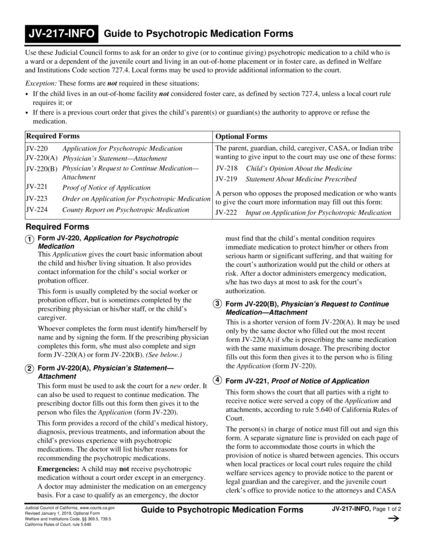 JV-217-INFO Guide to Psychotropic Medication Forms
Use these Judicial Council forms to ask for an order to give (or to continue giving) psychotropic medication to a child who is
a ward or a dependent of the juvenile court and living in an out-of-home placement or in foster care, as defined in Welfare
and Institutions Code section 727.4. Local forms may be used to provide additional information to the court.
Exception: These forms are not required in these situations:
• If the child lives in an out-of-home facility not considered foster care, as defined by section 727.4, unless a local court rule
requires it; or
• If there is a previous court order that gives the child's parent(s) or guardian(s) the authority to approve or refuse the
medication.
Required Forms
JV-220 Application for Psychotropic Medication
JV-220(A) Physician's Statement—Attachment
JV-220(B) Physician's Request to Continue Medication—
Attachment
JV-221 Proof of Notice of Application
JV-223 Order on Application for Psychotropic Medication
JV-224 County Report on Psychotropic Medication
Optional Forms
The parent, guardian, child, caregiver, CASA, or Indian tribe
wanting to give input to the court may use one of these forms:
JV-218 Child's Opinion About the Medicine
JV-219 Statement About Medicine Prescribed
A person who opposes the proposed medication or who wants
to give the court more information may fill out this form:
JV-222 Input on Application for Psychotropic Medication
Required Forms
1 Form JV-220, Application for Psychotropic
Medication
This Application gives the court basic information about
the child and his/her living situation. It also provides
contact information for the child's social worker or
probation officer.
This form is usually completed by the social worker or
probation officer, but is sometimes completed by the
prescribing physician or his/her staff, or the child's
caregiver.
Whoever completes the form must identify him/herself by
name and by signing the form. If the prescribing physician
completes this form, s/he must also complete and sign
form JV-220(A) or form JV-220(B). (See below.)
2 Form JV-220(A), Physician's Statement—
Attachment
This form must be used to ask the court for a new order. It
can also be used to request to continue the medication. The
prescribing doctor fills out this form then gives it to the
person who files the Application (form JV-220).
This form provides a record of the child's medical history,
diagnosis, previous treatments, and information about the
child's previous experience with psychotropic
medications. The doctor will list his/her reasons for
recommending the psychotropic medications.
Emergencies: A child may not receive psychotropic
medication without a court order except in an emergency.
A doctor may administer the medication on an emergency
basis. For a case to qualify as an emergency, the doctor
must find that the child's mental condition requires
immediate medication to protect him/her or others from
serious harm or significant suffering, and that waiting for
the court's authorization would put the child or others at
risk. After a doctor administers emergency medication,
s/he has two days at most to ask for the court's
authorization.
3 Form JV-220(B), Physician's Request to Continue
Medication—Attachment
This is a shorter version of form JV-220(A). It may be used
only by the same doctor who filled out the most recent
form JV-220(A) if s/he is prescribing the same medication
with the same maximum dosage. The prescribing doctor
fills out this form then gives it to the person who is filing
the Application (form JV-220).
4 Form JV-221, Proof of Notice of Application
This form shows the court that all parties with a right to
receive notice were served a copy of the Application and
attachments, according to rule 5.640 of California Rules of
Court.
The person(s) in charge of notice must fill out and sign this
form. A separate signature line is provided on each page of
the form to accommodate those courts in which the
provision of notice is shared between agencies. This occurs
when local practices or local court rules require the child
welfare services agency to provide notice to the parent or
legal guardian and the caregiver, and the juvenile court
clerk's office to provide notice to the attorneys and CASA
Judicial Council of California, www.courts.ca.gov
Revised January 1, 2019, Optional Form
Welfare and Institutions Code, §§ 369.5, 739.5
California Rules of Court, rule 5.640
Guide to Psychotropic Medication Forms
JV-217-INFO, Page 1 of 2